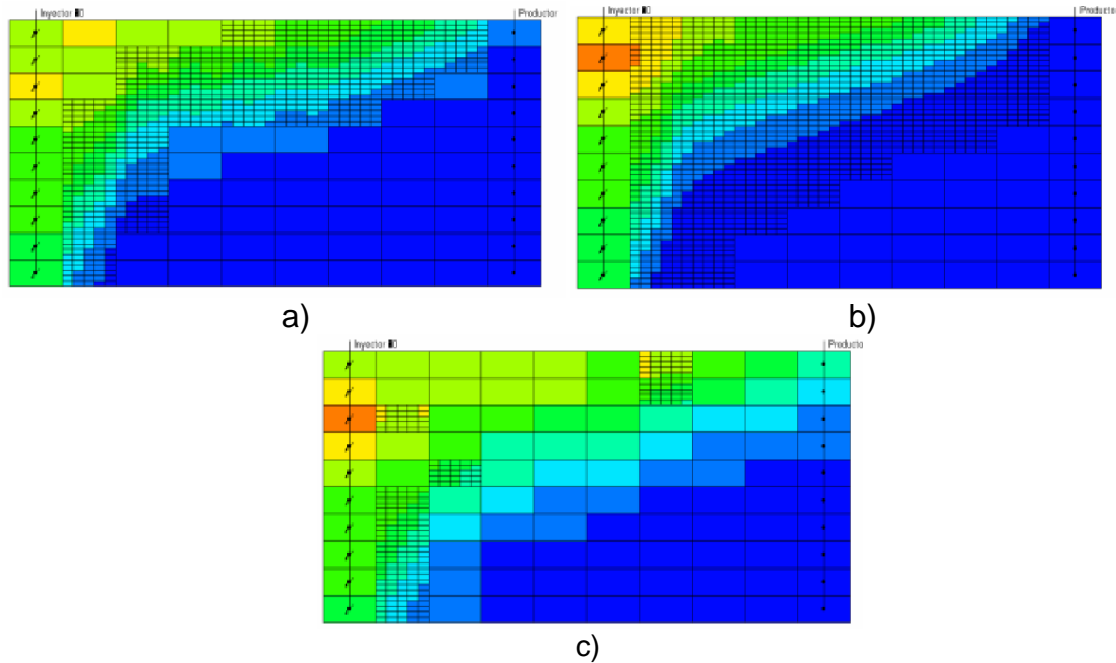 Inyector
Productor
Inyector
Producto
a)
b)
Inyector
Producto
c)